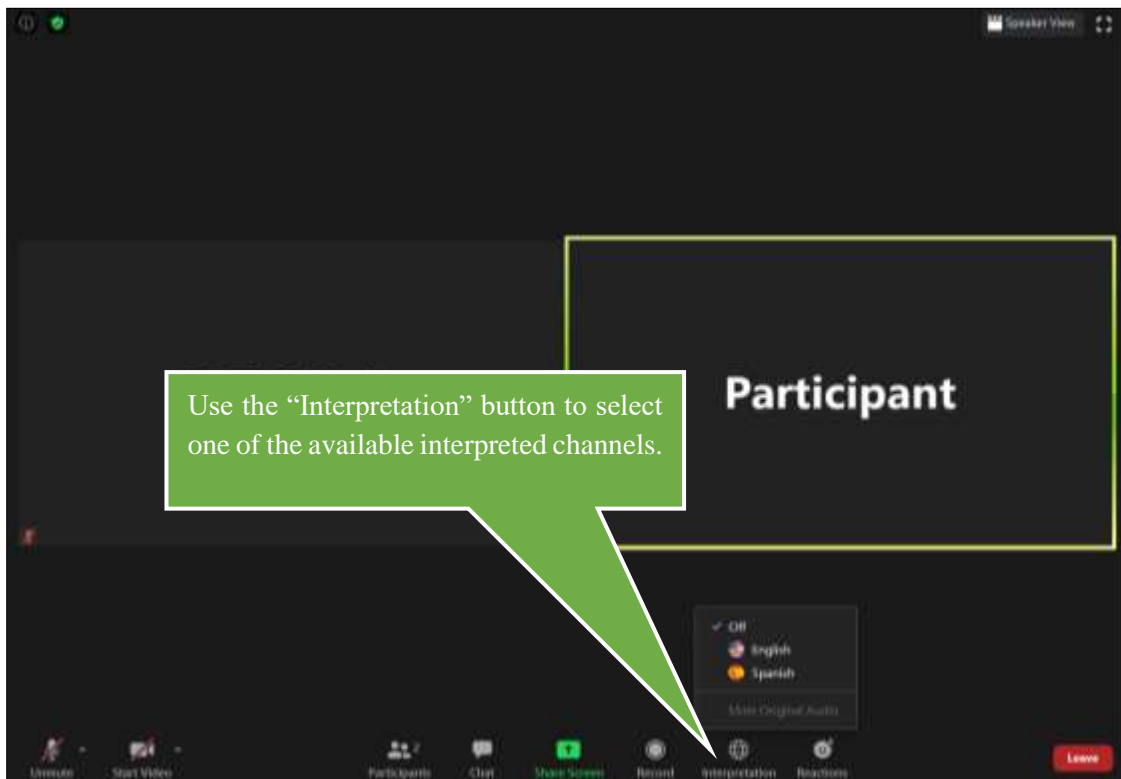 Speaker View
Participant
Use the “Interpretation” button to select
one of the available interpreted channels.
✓ Off
English
Spanish
Mute Original Audio
Unmute
Start Video
Participants 2
Chat
Share Screen
Record
Interpretation
Reactions
Leave